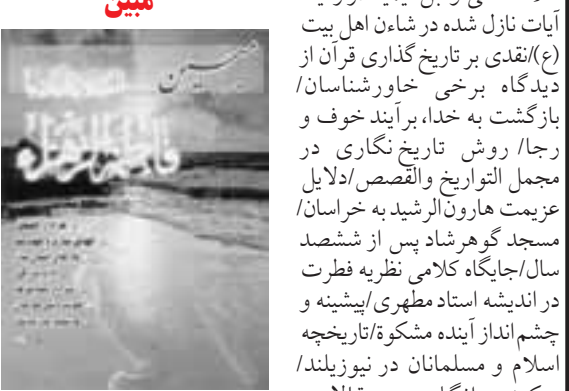 مبین
آیات نازل شده در شاءن اهل بیت
(ع)/نقدی بر تاریخ گذاری قرآن از
دیدگاه برخی خاورشناسان/
بازگشت به خدا، برآیند خوف و
رجا/ روش تاریخ نگاری در
مجمل التواریخ والقصص/دلایل
عزیمت هارون‌الرشید به خراسان/
مسجد گوهرشاد پس از ششصد
سال/جایگاه کلامی نظریه فطرت
در اندیشه استاد مطهری/پیشینه و
چشم‌انداز آینده مشکوة/تاریخچه
اسلام و مسلمانان در نیوزیلند/
مبین